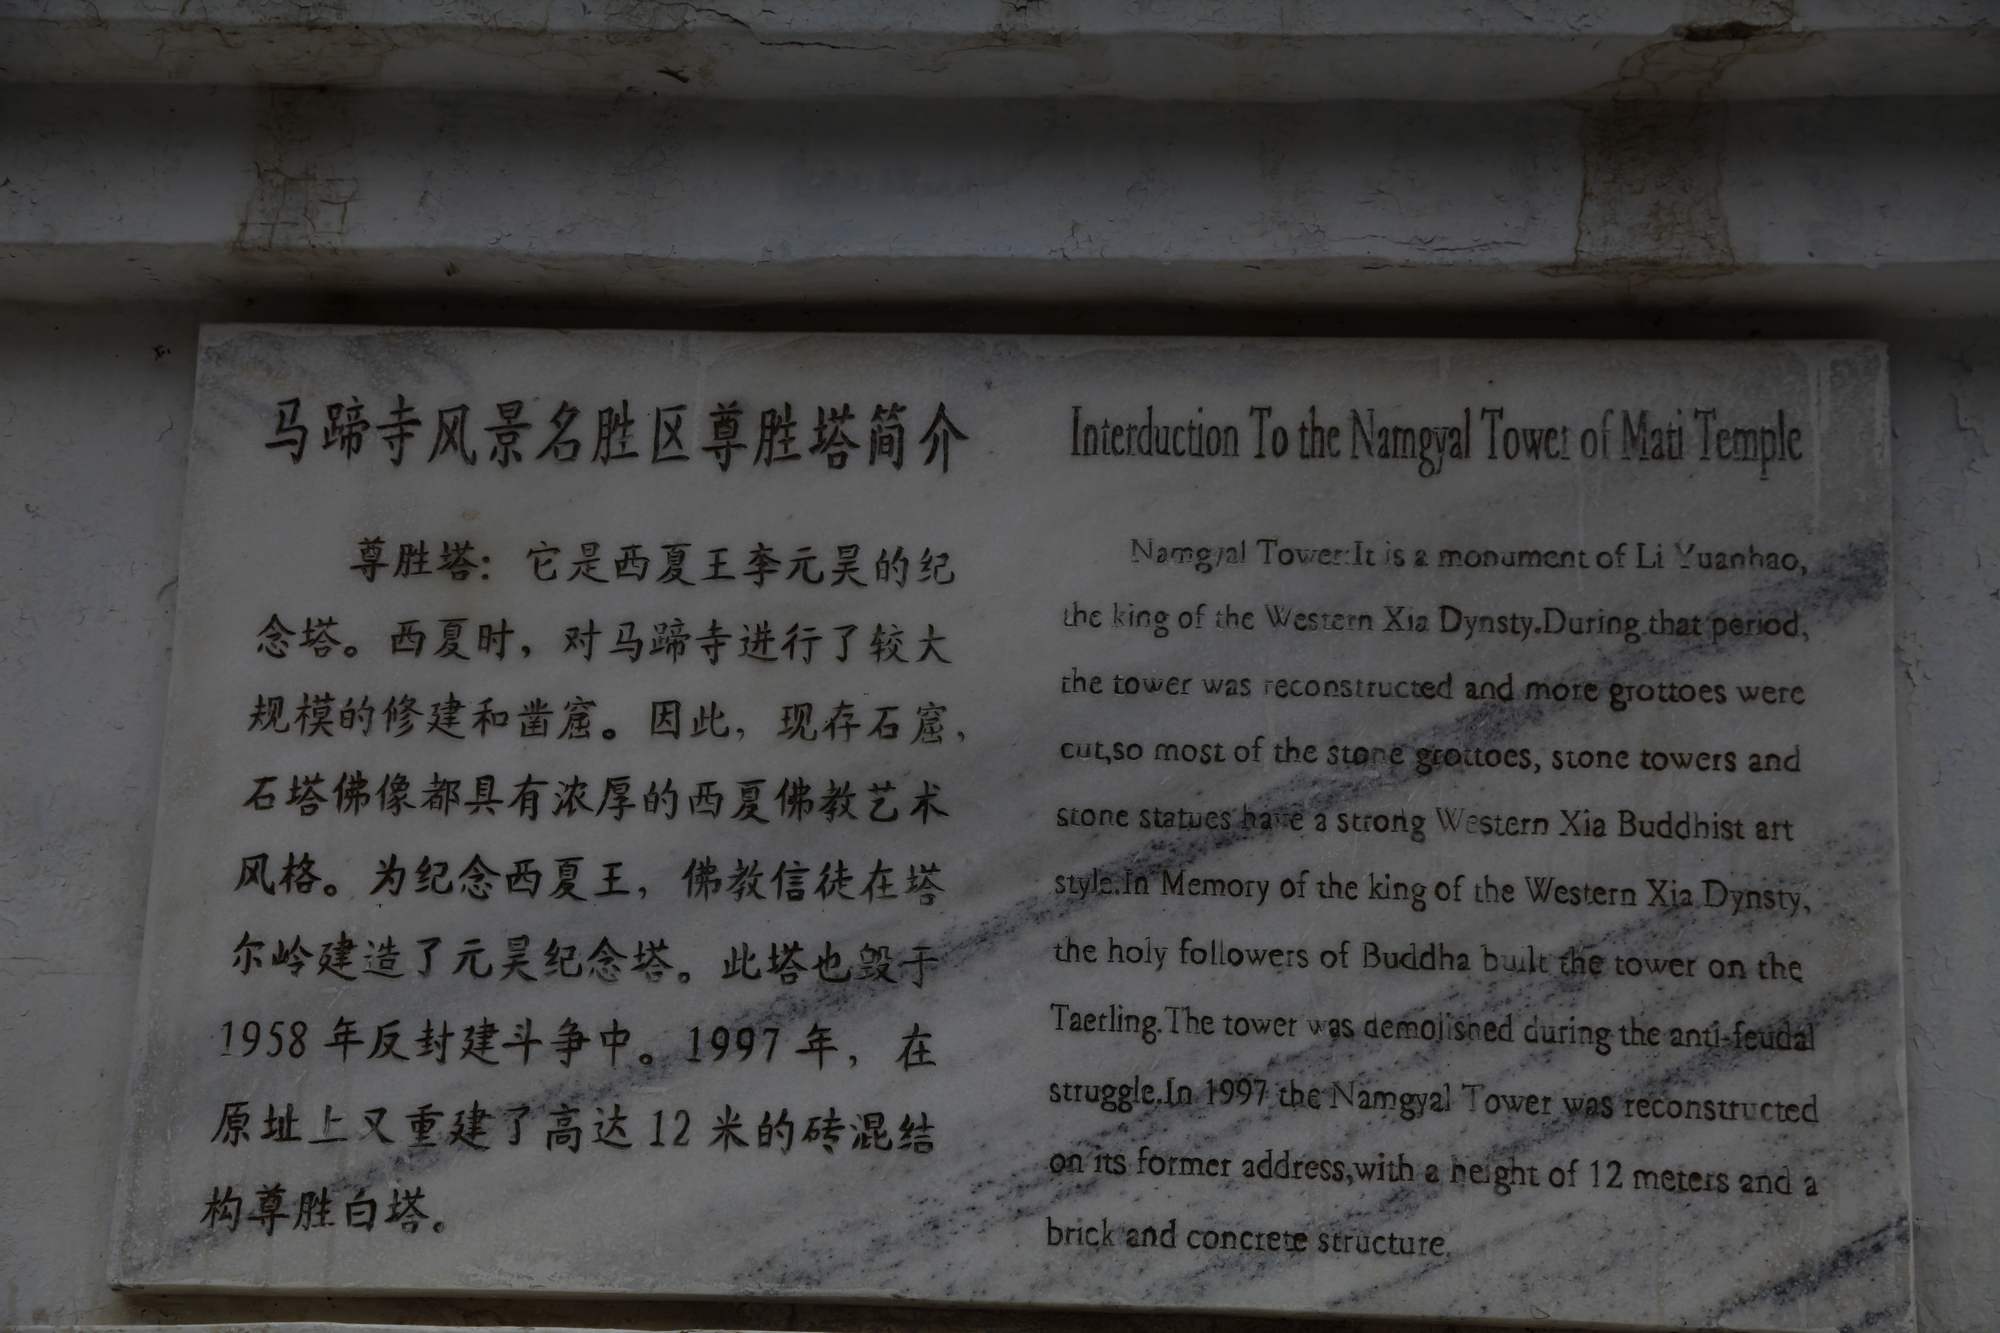 马蹄寺风景名胜区尊胜塔简介
尊胜塔：它是西夏王李元昊的纪
念塔。西夏时，对马蹄寺进行了较大
规模的修建和凿窟。因此，现存石窟，
石塔佛像都具有浓厚的西夏佛教艺术
风格。为纪念西夏王，佛教信徒在塔
尔岭建造了元昊纪念塔。此塔也毁于
1958年反封建斗争中。1997年，在
原址上又重建了高达12米的砖混结
构尊胜白塔。
Interduction To the Namgyal Tower of Mati Temple
Namgyal Tower:It is a monument of Li Yuanhao,
the king of the Western Xia Dynsty.During that period,
the tower was reconstructed and more grottoes were
cut,so most of the stone grottoes, stone towers and
stone statues have a strong Western Xia Buddhist art
style.In Memory of the king of the Western Xia Dynsty,
the holy followers of Buddha built the tower on the
Taerling.The tower was demolished during the anti-feudal
struggle.In 1997 the Namgyal Tower was reconstructed
on its former address,with a height of 12 meters and a
brick and concrete structure.